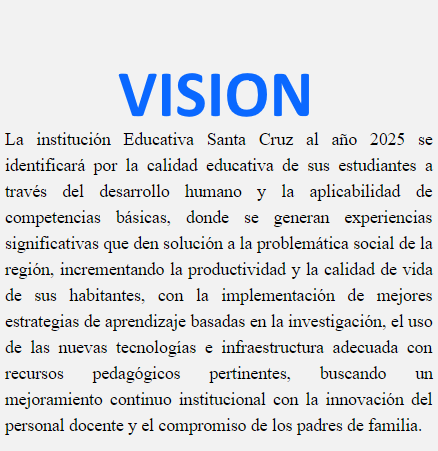 VISION
La institución Educativa Santa Cruz al año 2025 se
identificará por la calidad educativa de sus estudiantes a
través del desarrollo humano y la aplicabilidad de
competencias básicas, donde se generan experiencias
significativas que den solución a la problemática social de la
región, incrementando la productividad y la calidad de vida
de sus habitantes, con la implementación de mejores
estrategias de aprendizaje basadas en la investigación, el uso
de las nuevas tecnologías e infraestructura adecuada con
recursos pedagógicos pertinentes, buscando un
mejoramiento continuo institucional con la innovación del
personal docente y el compromiso de los padres de familia.